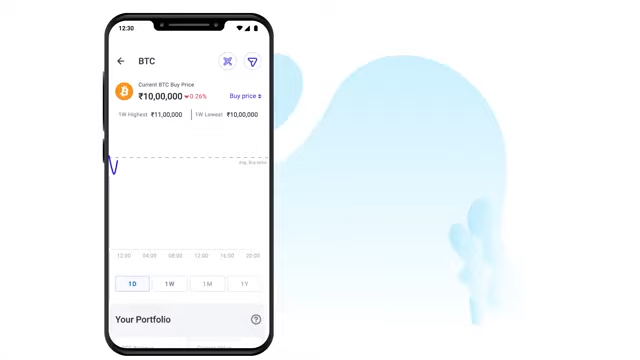 12:30
BTC
Current BTC Buy Price
₹10,00,000 0.26%
Buy price
1W Highest ₹11,00,000 1W Lowest ₹10,00,000
12:00 04:00 08:00 12:00 16:00 20:00
1D 1W 1M 1Y
Your Portfolio
?